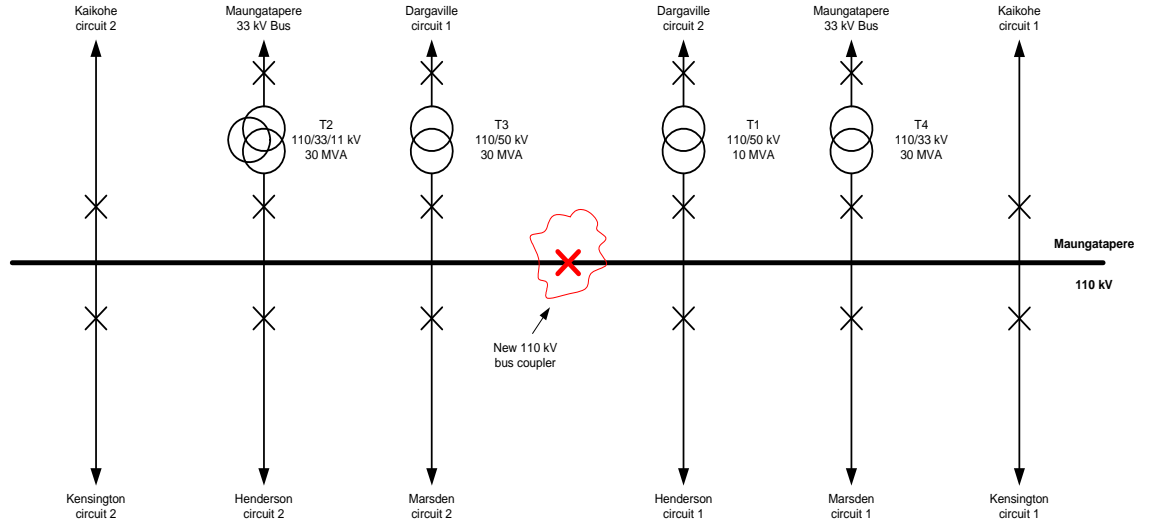 Kaikohe
circuit 2
Maungatapere
33 kV Bus
Dargaville
circuit 1
Dargaville
circuit 2
Maungatapere
33 kV Bus
Kaikohe
circuit 1
T2
110/33/11 kV
30 MVA
T3
110/50 kV
30 MVA
T1
110/50 kV
10 MVA
T4
110/33 kV
30 MVA
Maungatapere
110 kV
New 110 kV
bus coupler
Kensington
circuit 2
Henderson
circuit 2
Marsden
circuit 2
Henderson
circuit 1
Marsden
circuit 1
Kensington
circuit 1